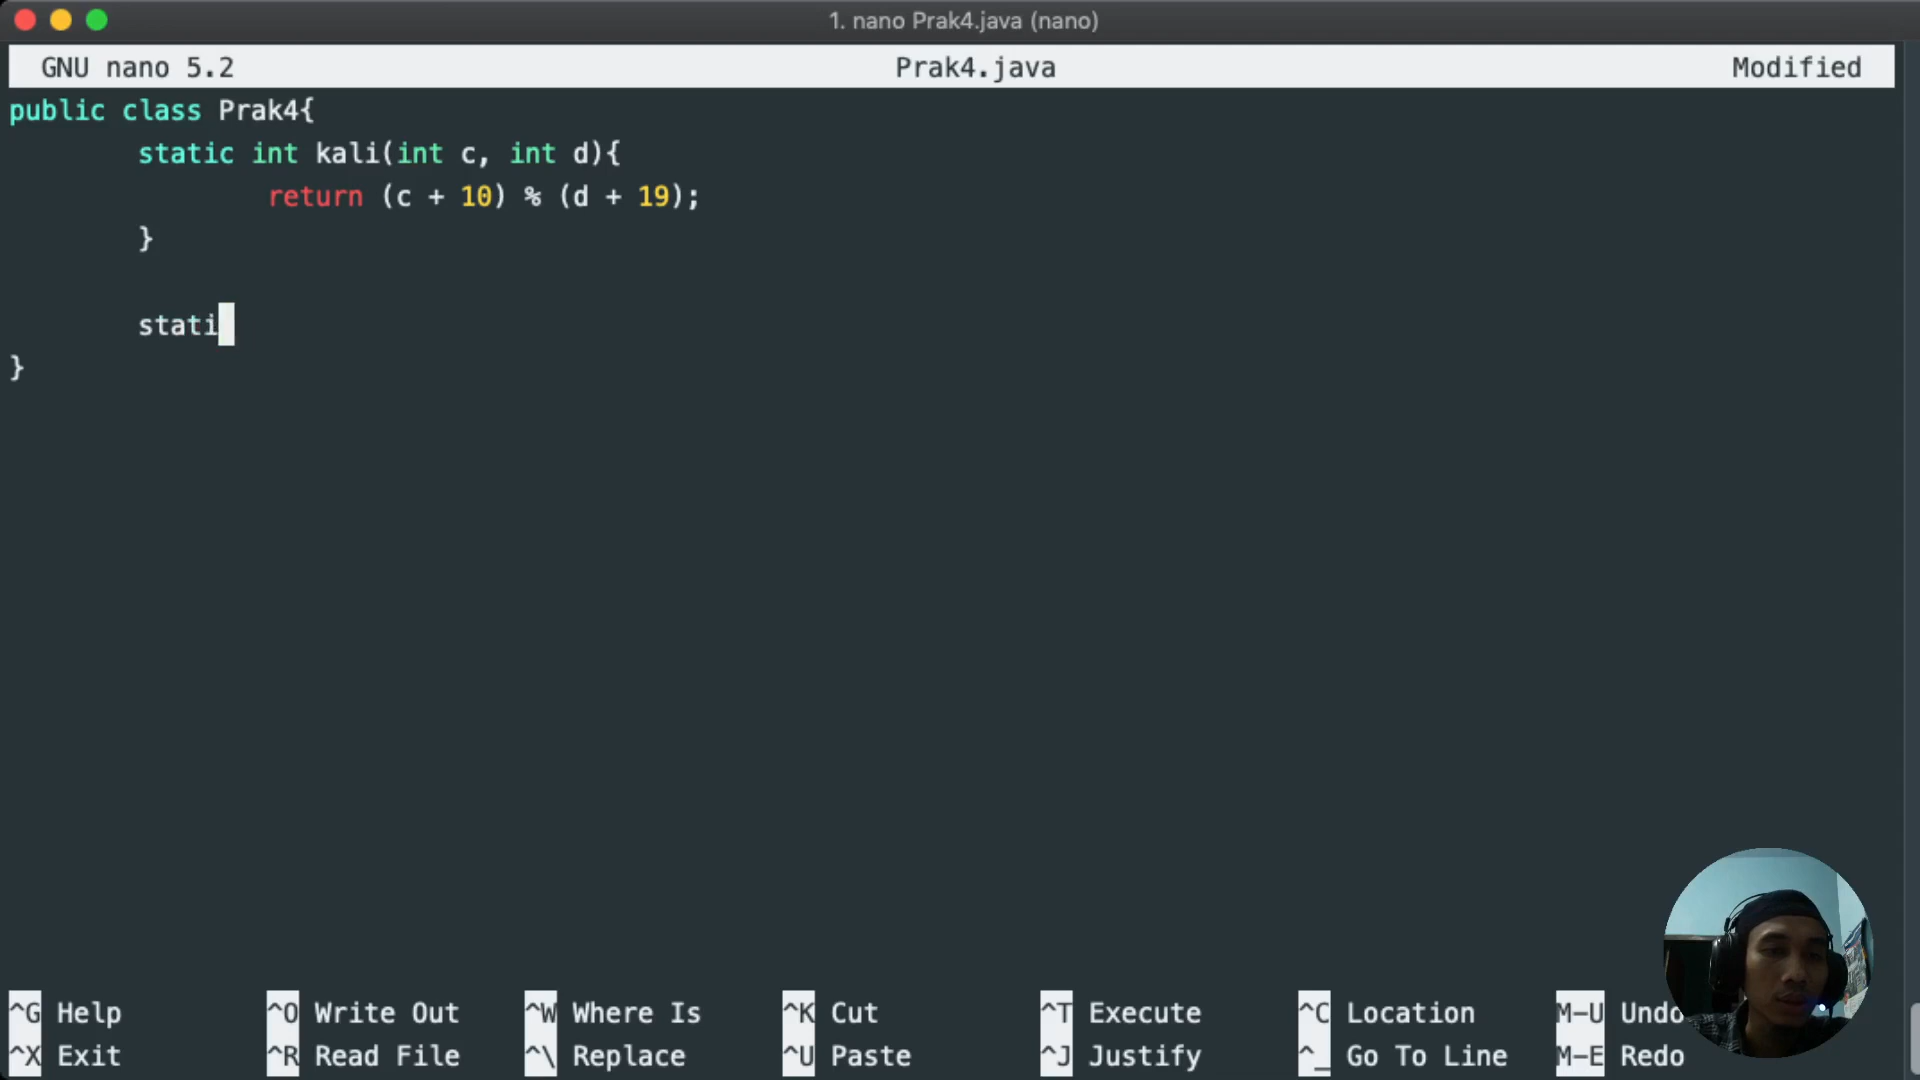 1. nano Prak4.java (nano)
GNU nano 5.2 Prak4.java Modified
public class Prak4{
static int kali(int c, int d){
return (c + 10) % (d + 19);
}
stati
}
^G Help ^O Write Out ^W Where Is ^K Cut ^T Execute ^C Location M-U Undo
^X Exit ^R Read File ^\ Replace ^U Paste ^J Justify ^_ Go To Line M-E Redo